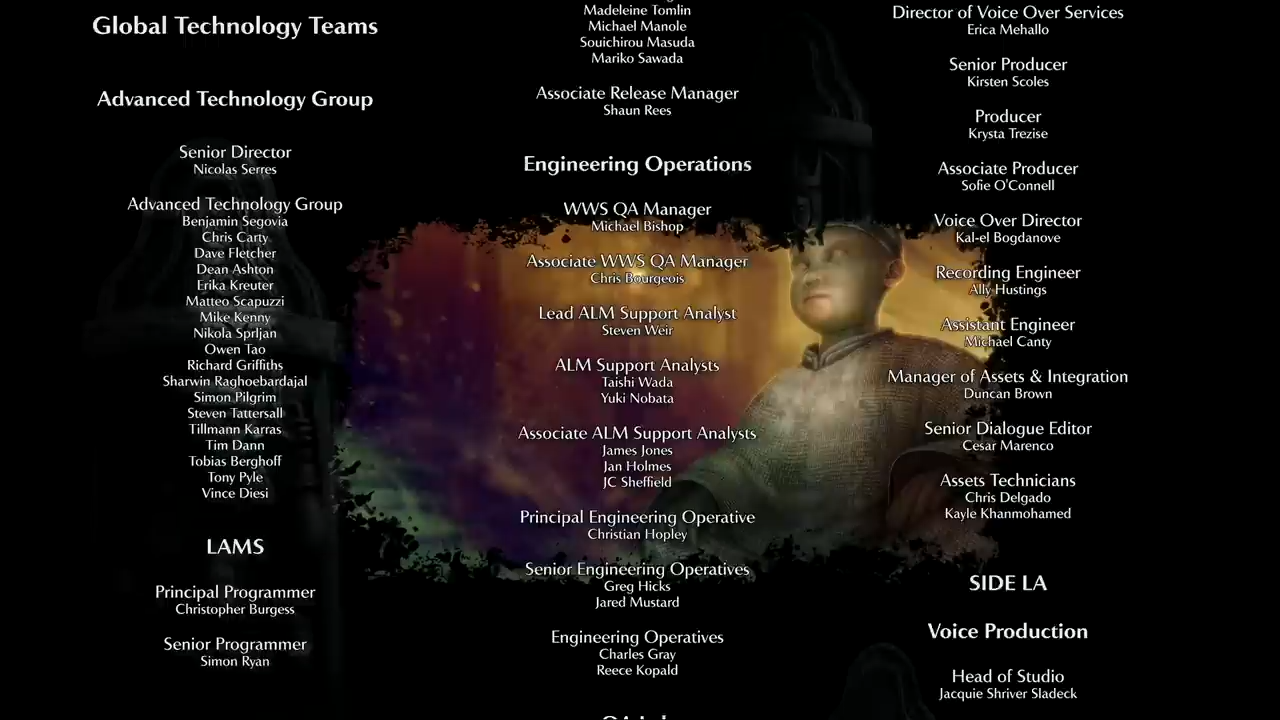 Global Technology Teams
Advanced Technology Group
Senior Director
Nicolas Serres
Advanced Technology Group
Benjamin Segovia
Chris Carty
Dave Fletcher
Dean Ashton
Erika Kreuter
Matteo Scapuzzi
Mike Kenny
Nikola Sprljan
Owen Tao
Richard Griffiths
Sharwin Raghoebardajal
Simon Pilgrim
Steven Tattersall
Tillmann Karras
Tim Dann
Tobias Berghoff
Tony Pyle
Vince Diesi
LAMS
Principal Programmer
Christopher Burgess
Senior Programmer
Simon Ryan
Madeleine Tomlin
Michael Manole
Souichirou Masuda
Mariko Sawada
Associate Release Manager
Shaun Rees
Engineering Operations
WWS QA Manager
Michael Bishop
Associate WWS QA Manager
Chris Bourgeois
Lead ALM Support Analyst
Steven Weir
ALM Support Analysts
Taishi Wada
Yuki Nobata
Associate ALM Support Analysts
James Jones
Jan Holmes
JC Sheffield
Principal Engineering Operative
Christian Hopley
Senior Engineering Operatives
Greg Hicks
Jared Mustard
Engineering Operatives
Charles Gray
Reece Kopald
Director of Voice Over Services
Erica Mehallo
Senior Producer
Kirsten Scoles
Producer
Krysta Trezise
Associate Producer
Sofie O'Connell
Voice Over Director
Kal-el Bogdanove
Recording Engineer
Ally Hustings
Assistant Engineer
Michael Canty
Manager of Assets & Integration
Duncan Brown
Senior Dialogue Editor
Cesar Marenco
Assets Technicians
Chris Delgado
Kayle Khanmohamed
SIDE LA
Voice Production
Head of Studio
Jacquie Shriver Sladeck